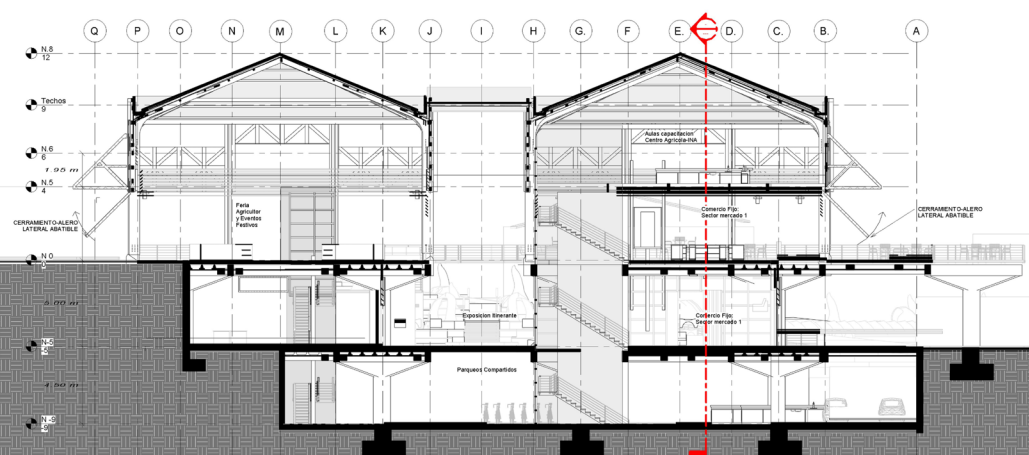 Q P O N M L K J I H G. F E. D. C. B. A
N.8
12
Techos
9
Aulas capacitacion
Centro Agricola-INA
N.6
6
1.95 m
N.5
4
Feria
Agricultor
y Eventos
Festivos
Comercio Fijo:
Sector mercado 1
CERRAMIENTO-ALERO
LATERAL ABATIBLE
CERRAMIENTO-ALERO
LATERAL ABATIBLE
N 0
5.00 m
Exposicion Itinerante
Comercio Fijo:
Sector mercado 1
N-5
Parqueos Compartidos
4.50 m
N -9